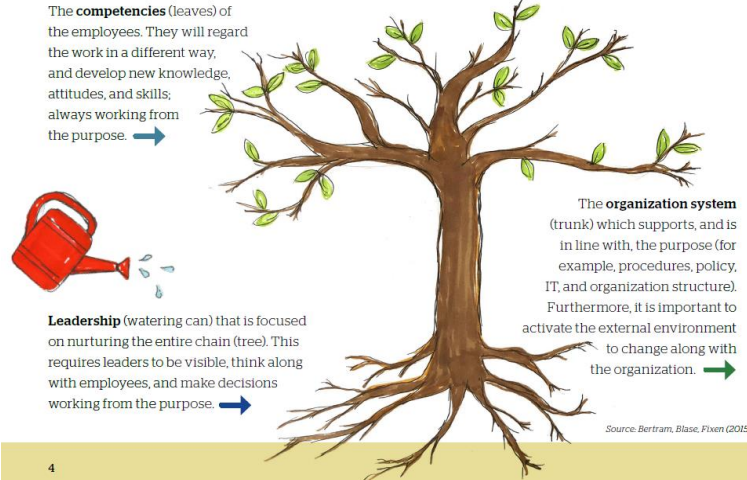 The competencies (leaves) of
the employees. They will regard
the work in a different way,
and develop new knowledge,
attitudes, and skills;
always working from
the purpose.
The organization system
(trunk) which supports, and is
in line with, the purpose (for
example, procedures, policy,
IT, and organization structure).
Furthermore, it is important to
activate the external environment
to change along with
the organization.
Leadership (watering can) that is focused
on nurturing the entire chain (tree). This
requires leaders to be visible, think along
with employees, and make decisions
working from the purpose.
Source: Bertram, Blase, Fixen (2015
4